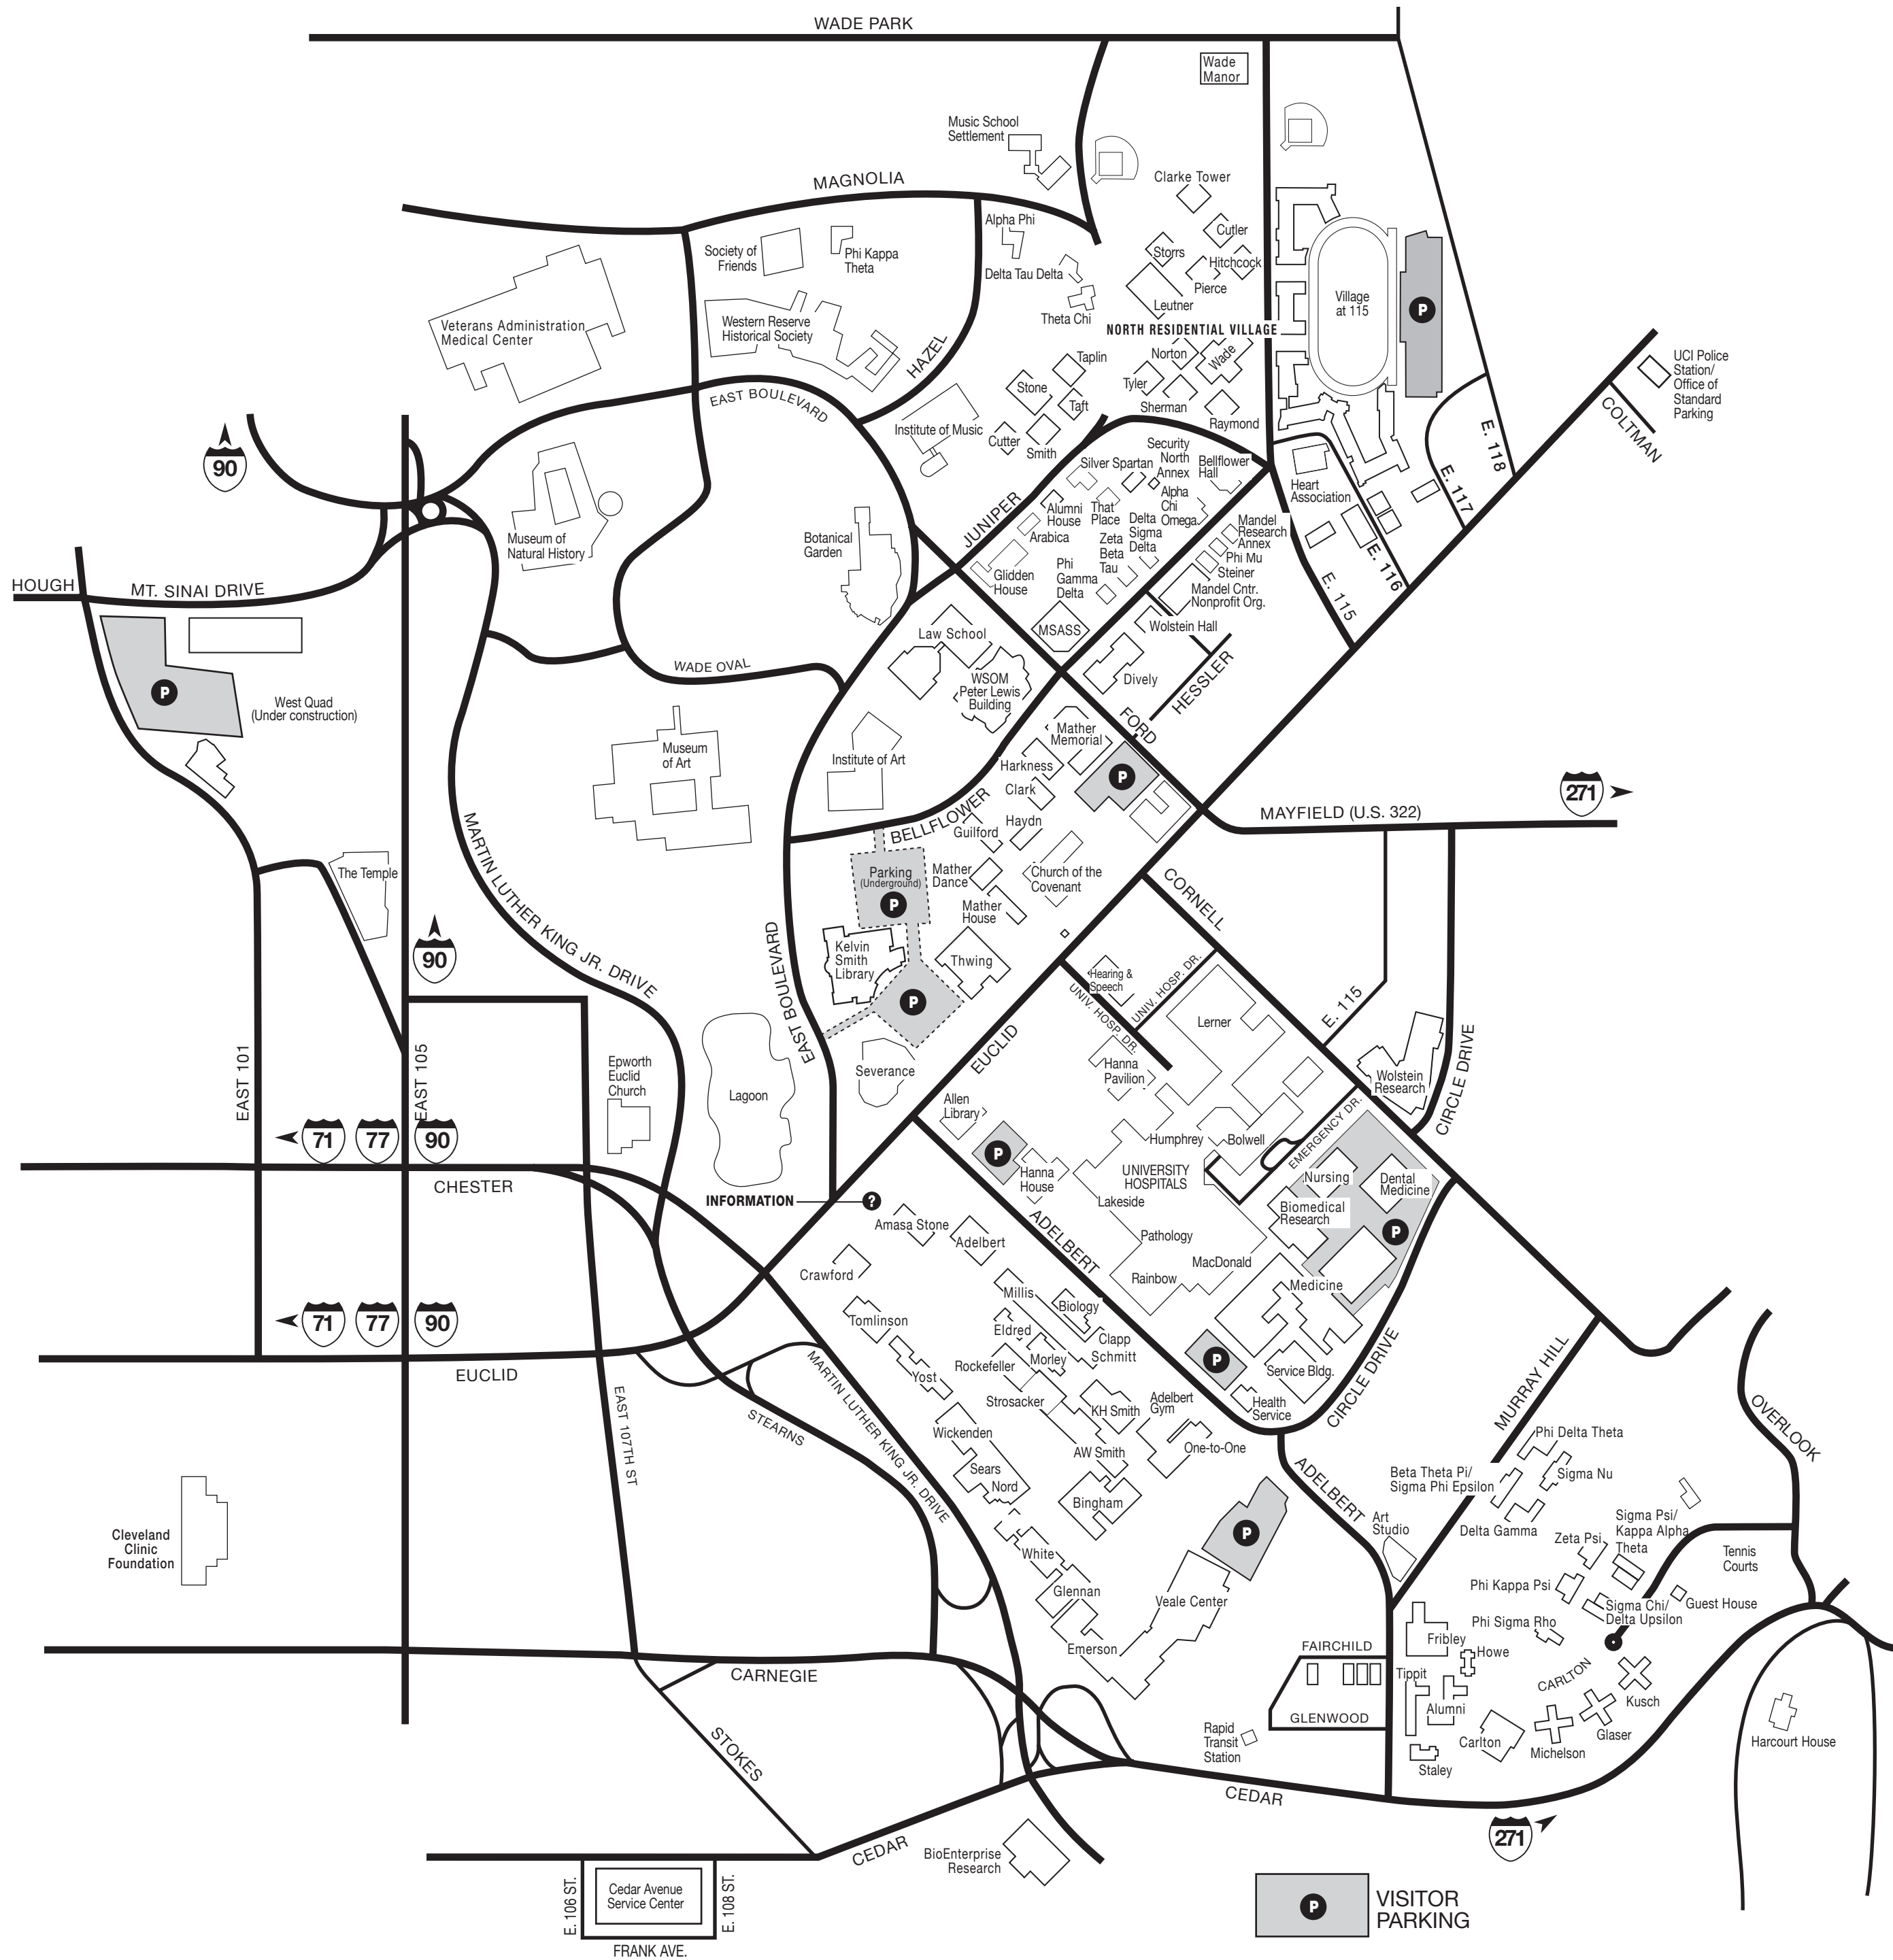 WADE PARK
Wade
Manor
Music School
Settlement
MAGNOLIA
Clarke Tower
Alpha Phi
Cutler
Society of
Friends
Phi Kappa
Theta
Storrs
Hitchcock
Delta Tau Delta
Pierce
Leutner
Village
at 115
P
Theta Chi
NORTH RESIDENTIAL VILLAGE
Veterans Administration
Medical Center
Western Reserve
Historical Society
HAZEL
Taplin
Norton
Wade
Stone
Tyler
Taft
Sherman
Raymond
UCI Police
Station/
Office of
Standard
Parking
COLTMAN
EAST BOULEVARD
Institute of Music
Cutter
Smith
E. 118
90
Security
North
Annex
Silver Spartan
Bellflower
Hall
Heart
Association
E. 117
JUNIPER
Alumni
House
That
Place
Alpha
Chi
Omega
Arabica
Delta
Sigma
Delta
Zeta
Beta
Tau
Mandel
Research
Annex
Phi Mu
Steiner
Museum of
Natural History
Botanical
Garden
Glidden
House
Phi
Gamma
Delta
Mandel Cntr.
Nonprofit Org.
E. 116
E. 115
HOUGH
MT. SINAI DRIVE
MSASS
Wolstein Hall
Law School
WADE OVAL
WSOM
Peter Lewis
Building
Dively
HESSLER
P
West Quad
(Under construction)
FORD
Mather
Memorial
Museum
of Art
Institute of Art
Harkness
P
Clark
271
MAYFIELD (U.S. 322)
BELLFLOWER
Guilford
Haydn
MARTIN LUTHER KING JR. DRIVE
The Temple
Parking
(Underground)
P
Mather
Dance
Church of the
Covenant
CORNELL
Mather
House
90
EAST BOULEVARD
Kelvin
Smith
Library
Thwing
P
Hearing &
Speech
UNIV. HOSP. DR.
UNIV. HOSP. DR.
Lerner
E. 115
EUCLID
EAST 101
EAST 105
Epworth
Euclid
Church
Lagoon
Severance
Hanna
Pavilion
Wolstein
Research
CIRCLE DRIVE
Allen
Library
71
77
90
P
Hanna
House
Humphrey
Bolwell
EMERGENCY DR.
UNIVERSITY
HOSPITALS
Nursing
Dental
Medicine
CHESTER
INFORMATION
?
Lakeside
Biomedical
Research
P
Amasa Stone
Adelbert
ADELBERT
Pathology
MacDonald
Crawford
Rainbow
Medicine
Millis
Biology
71
77
90
Tomlinson
Eldred
Clapp
Schmitt
EUCLID
Rockefeller
Morley
P
Service Bldg.
CIRCLE DRIVE
MARTIN LUTHER KING JR. DRIVE
Yost
Strosacker
KH Smith
Adelbert
Gym
Health
Service
EAST 107TH ST
STEARNS
Wickenden
AW Smith
One-to-One
MURRAY HILL
OVERLOOK
Phi Delta Theta
Sears
Nord
Bingham
ADELBERT
Beta Theta Pi/
Sigma Phi Epsilon
Sigma Nu
Cleveland
Clinic
Foundation
P
Art
Studio
Delta Gamma
Sigma Psi/
Kappa Alpha
Theta
Zeta Psi
Tennis
Courts
White
Glennan
Veale Center
Phi Kappa Psi
Guest House
Sigma Chi/
Delta Upsilon
Phi Sigma Rho
Emerson
FAIRCHILD
Fribley
Howe
CARNEGIE
Tippit
CARLTON
Kusch
Alumni
GLENWOOD
Glaser
STOKES
Rapid
Transit
Station
Carlton
Michelson
Harcourt House
Staley
CEDAR
271
CEDAR
BioEnterprise
Research
E. 106 ST.
Cedar Avenue
Service Center
E. 108 ST.
FRANK AVE.
P
VISITOR
PARKING